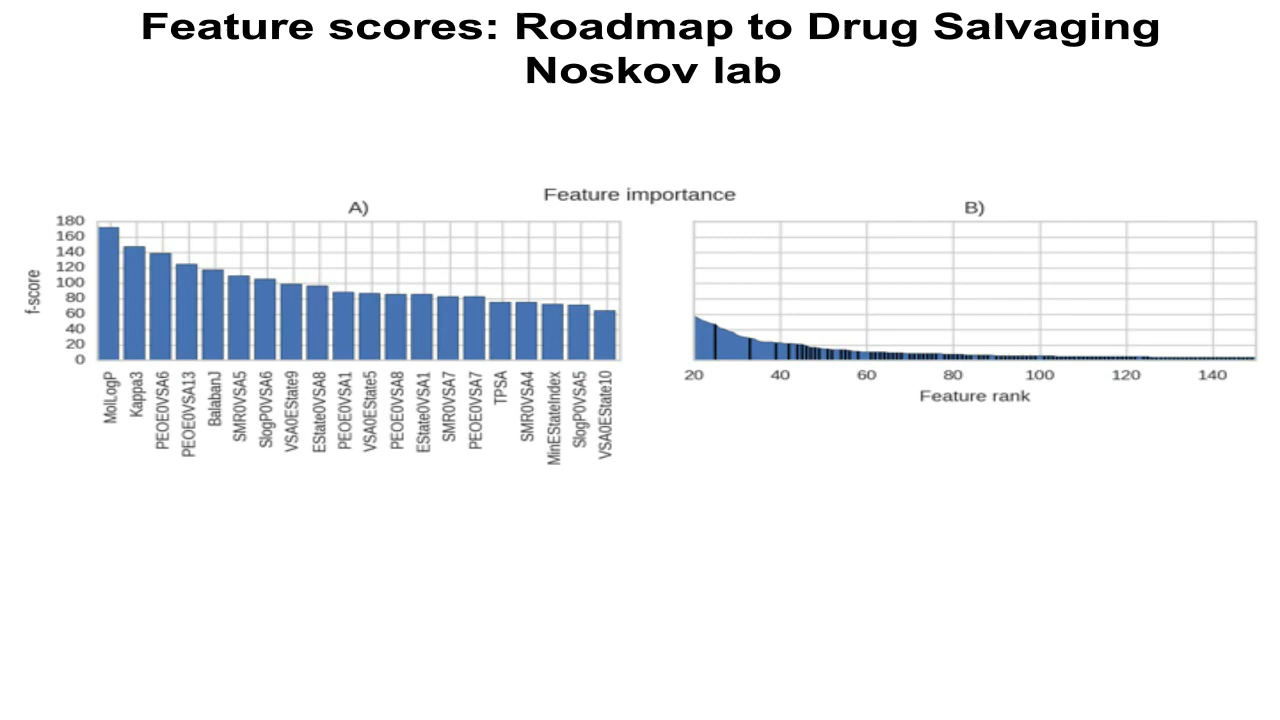 Feature scores: Roadmap to Drug Salvaging
Noskov lab
Feature importance
A)
B)
f-score
180
160
140
120
100
80
60
40
20
0
MolLogP
Kappa3
PEOE0VSA6
PEOE0VSA13
BalabanJ
SMR0VSA5
SlogP0VSA6
VSA0EState9
EState0VSA8
PEOE0VSA1
VSA0EState5
PEOE0VSA8
EState0VSA1
SMR0VSA7
PEOE0VSA7
TPSA
SMR0VSA4
MinEStateIndex
SlogP0VSA5
VSA0EState10
20 40 60 80 100 120 140
Feature rank